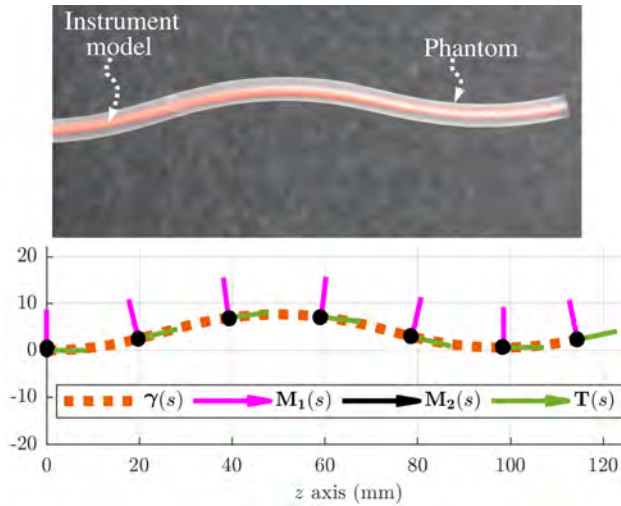 Instrument
model
Phantom
20
10
0
-10
-20
γ(s) M₁(s) M₂(s) T(s)
0 20 40 60 80 100 120
z axis (mm)